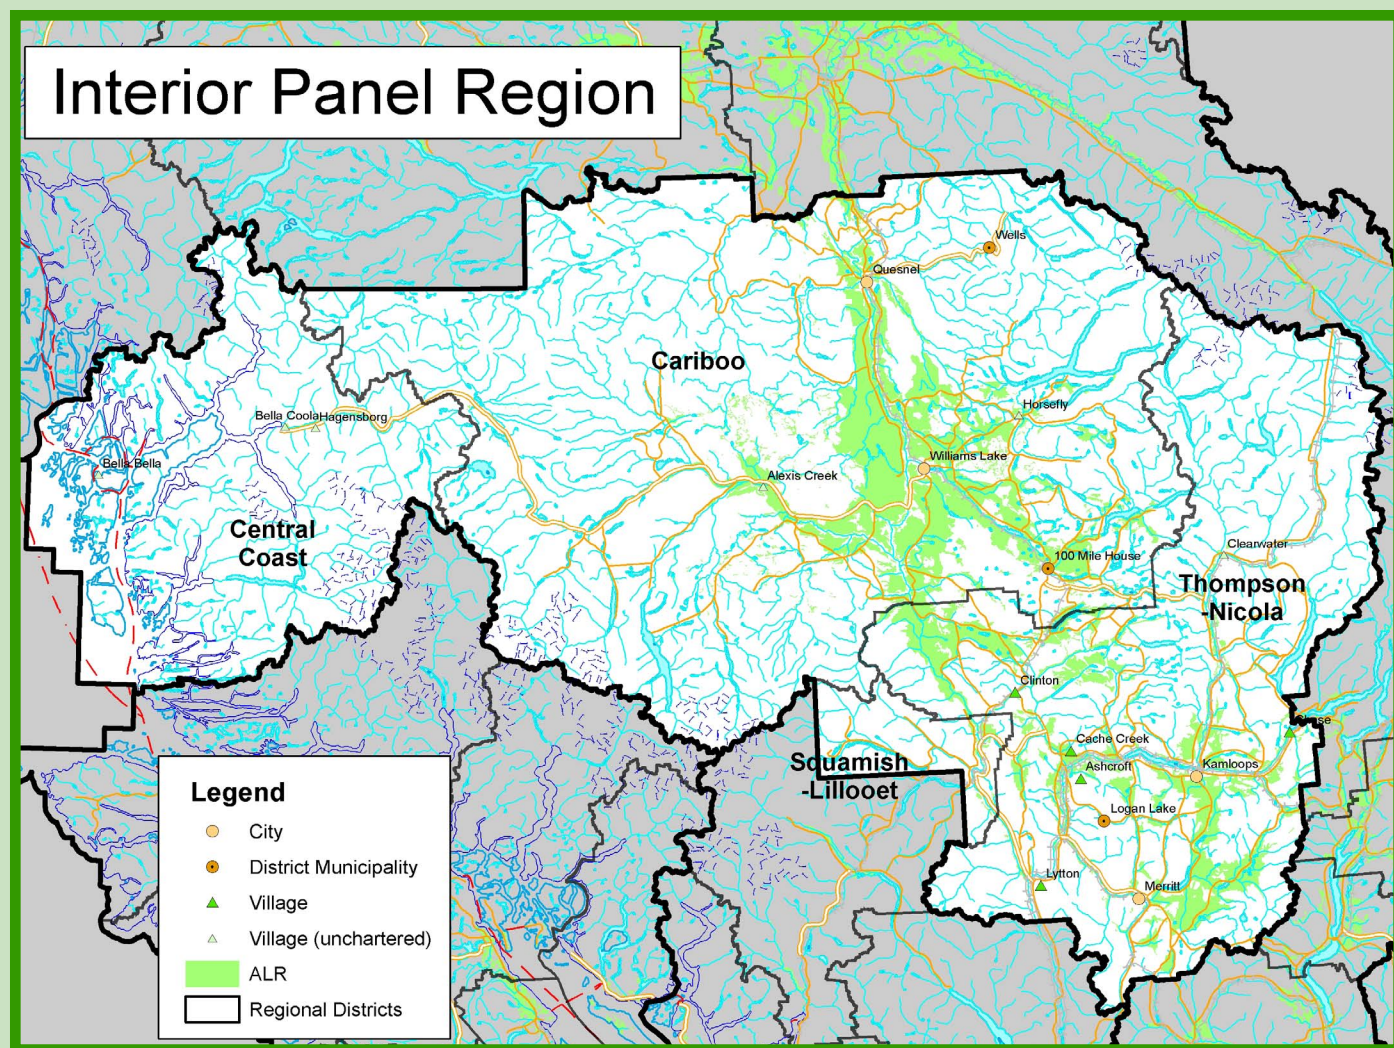 Interior Panel Region
Wells
Quesnel
Cariboo
Bella Coola
Hagensborg
Horsefly
Bella Bella
Williams Lake
Alexis Creek
Central
Coast
100 Mile House
Clearwater
Thompson
-Nicola
Clinton
Chase
Cache Creek
Squamish
-Lillooet
Ashcroft
Kamloops
Logan Lake
Lytton
Merritt
Legend
City
District Municipality
Village
Village (unchartered)
ALR
Regional Districts